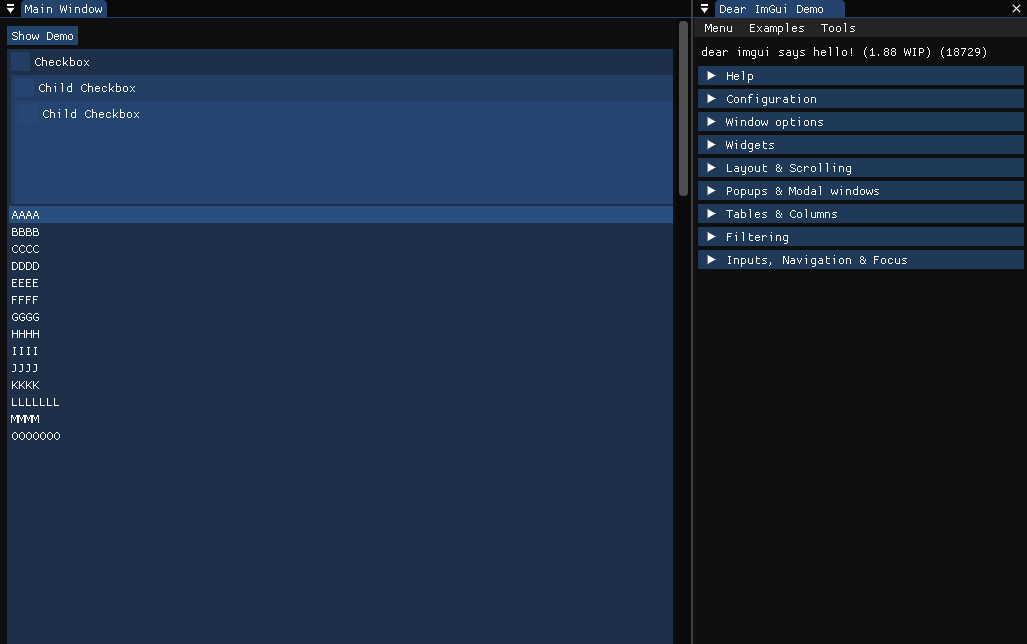 Main Window
Show Demo
Checkbox
Child Checkbox
Child Checkbox
AAAA
BBBB
CCCC
DDDD
EEEE
FFFF
GGGG
HHHH
IIII
JJJJ
KKKK
LLLLLLL
MMMM
OOOOOOO
Dear ImGui Demo
Menu Examples Tools
dear imgui says hello! (1.88 WIP) (18729)
Help
Configuration
Window options
Widgets
Layout & Scrolling
Popups & Modal windows
Tables & Columns
Filtering
Inputs, Navigation & Focus